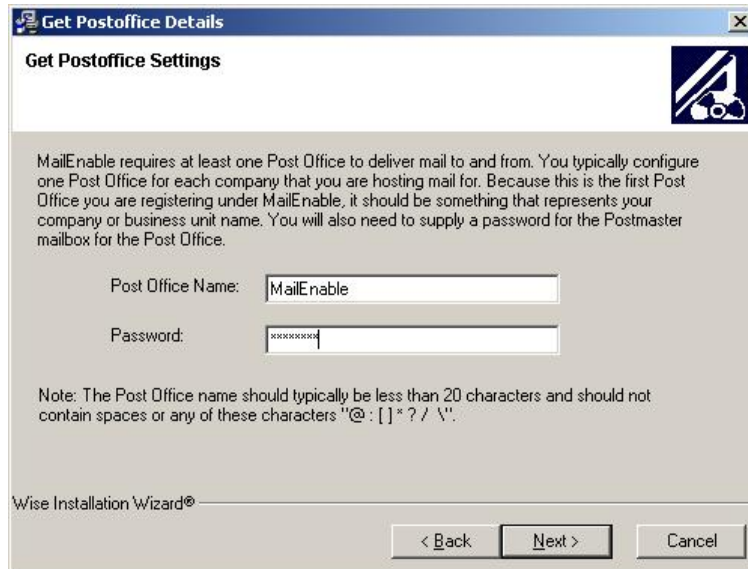 Get Postoffice Details
Get Postoffice Settings
MailEnable requires at least one Post Office to deliver mail to and from. You typically configure
one Post Office for each company that you are hosting mail for. Because this is the first Post
Office you are registering under MailEnable, it should be something that represents your
company or business unit name. You will also need to supply a password for the Postmaster
mailbox for the Post Office.
Post Office Name: MailEnable
Password: ********
Note: The Post Office name should typically be less than 20 characters and should not
contain spaces or any of these characters "@ : [ ] * ? / \".
Wise Installation Wizard®
< Back Next > Cancel